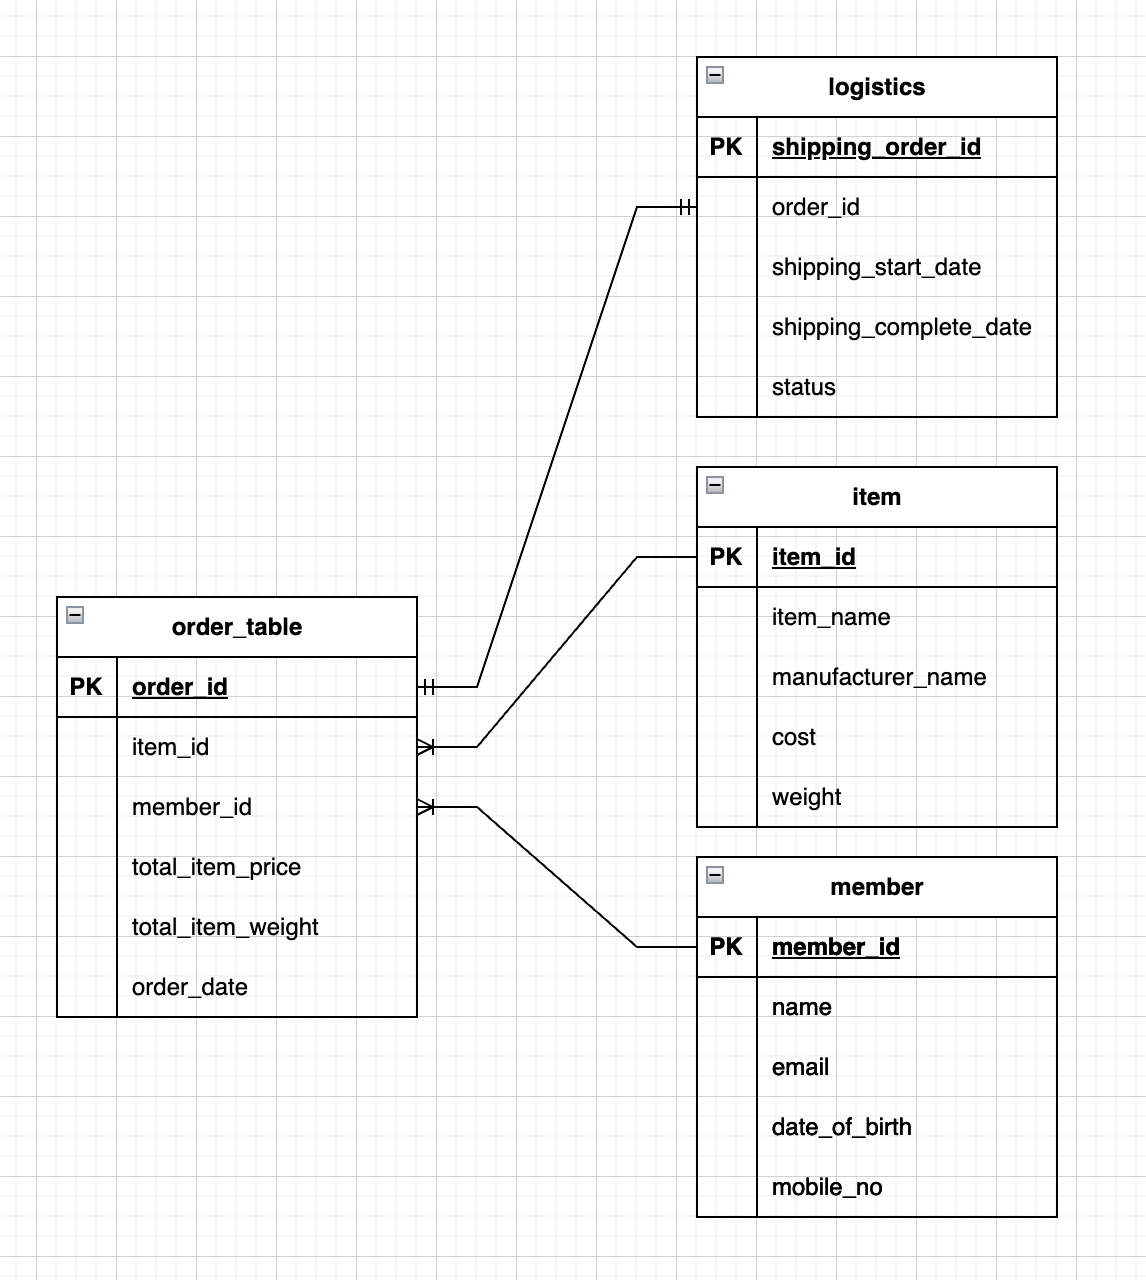 logistics
PK shipping_order_id
order_id
shipping_start_date
shipping_complete_date
status
item
PK item_id
item_name
manufacturer_name
cost
weight
order_table
PK order_id
item_id
member_id
total_item_price
total_item_weight
order_date
member
PK member_id
name
email
date_of_birth
mobile_no